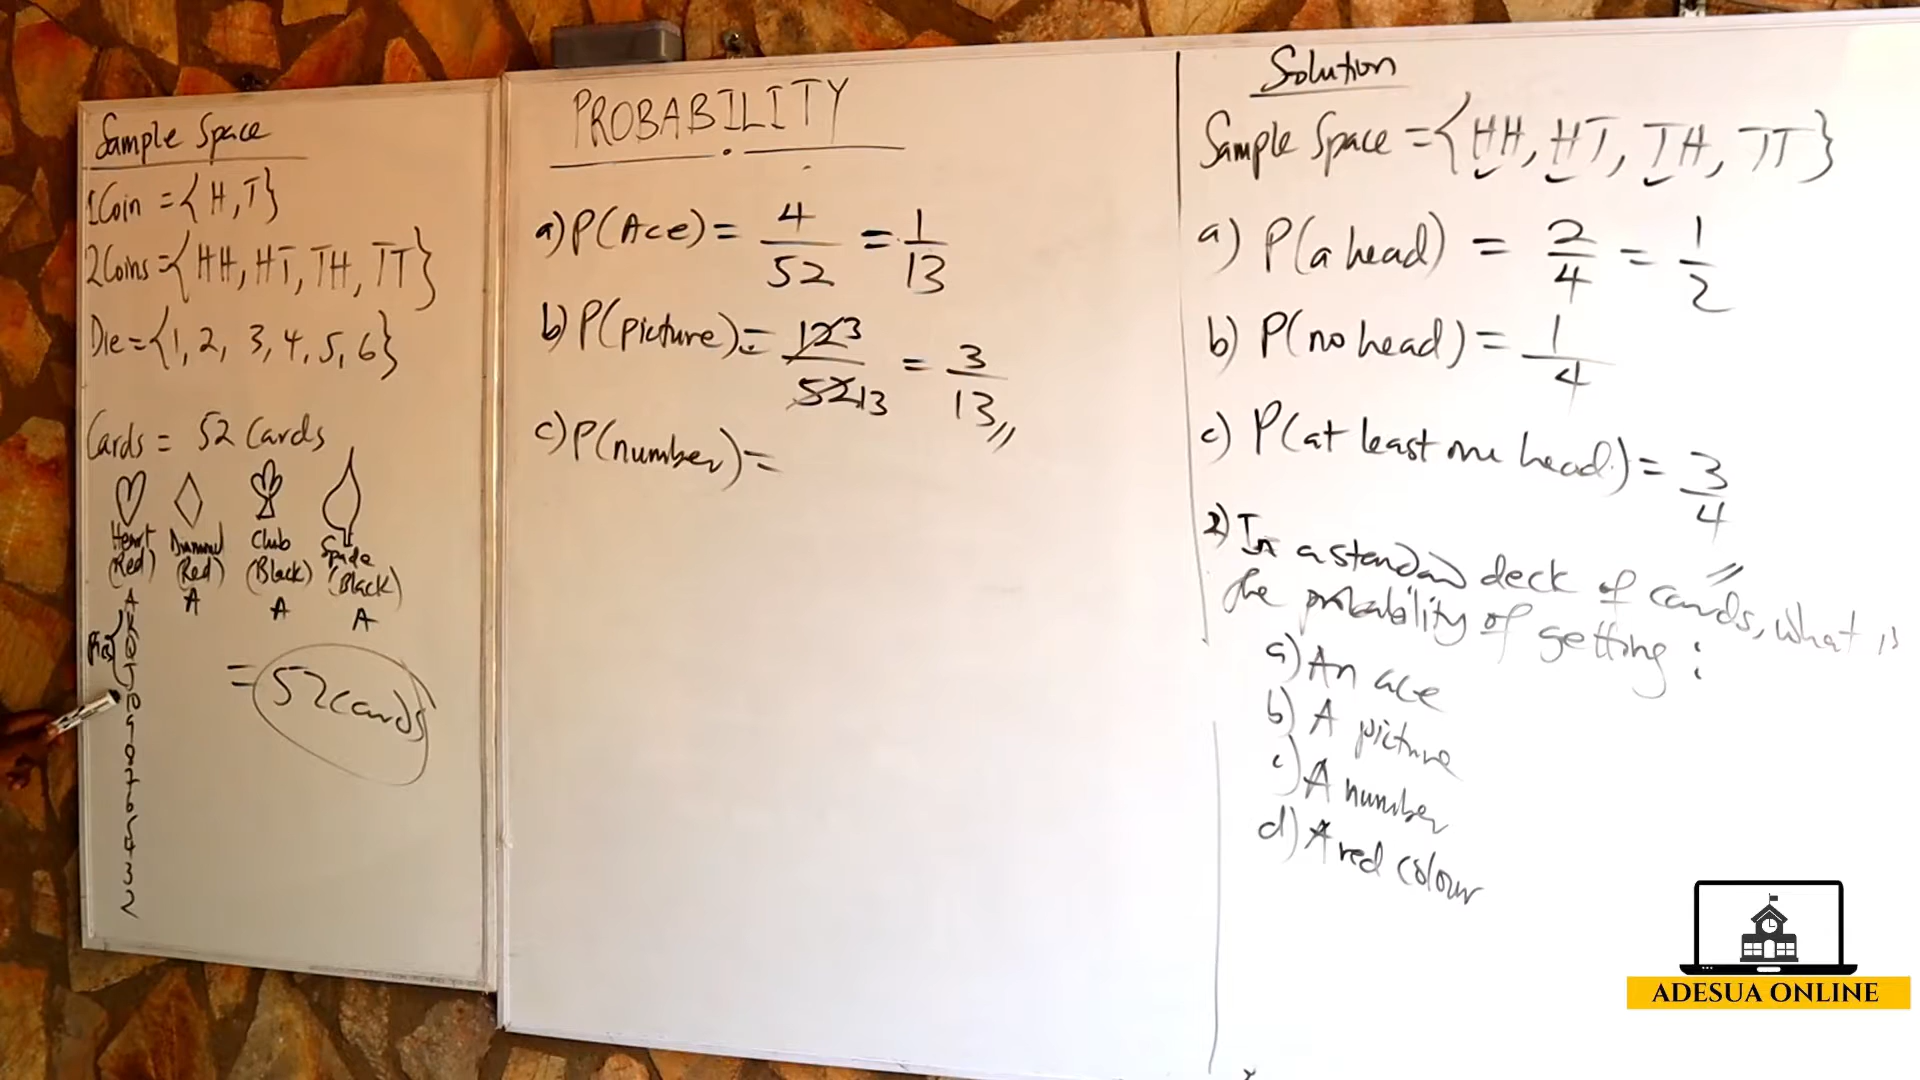 Sample Space
1Coin = {H,T}
2Coins = {HH, HT, TH, TT}
Die = {1, 2, 3, 4, 5, 6}
Cards = 52 Cards
Heart Diamond Club Spade
(Red) (Red) (Black) (Black)
A A A A
K
Q
J
10
9
8
7
6
5
4
3
2
= 52 Cards
PROBABILITY
a) P(Ace) = 4/52 = 1/13
b) P(picture) = 12 3/52 13 = 3/13
c) P(number) =
Solution
Sample Space = {HH, HT, TH, TT}
a) P(a head) = 2/4 = 1/2
b) P(no head) = 1/4
c) P(at least one head) = 3/4
2) In a standard deck of cards, what is
the probability of getting:
a) An ace
b) A picture
c) A number
d) A red colour
ADESUA ONLINE